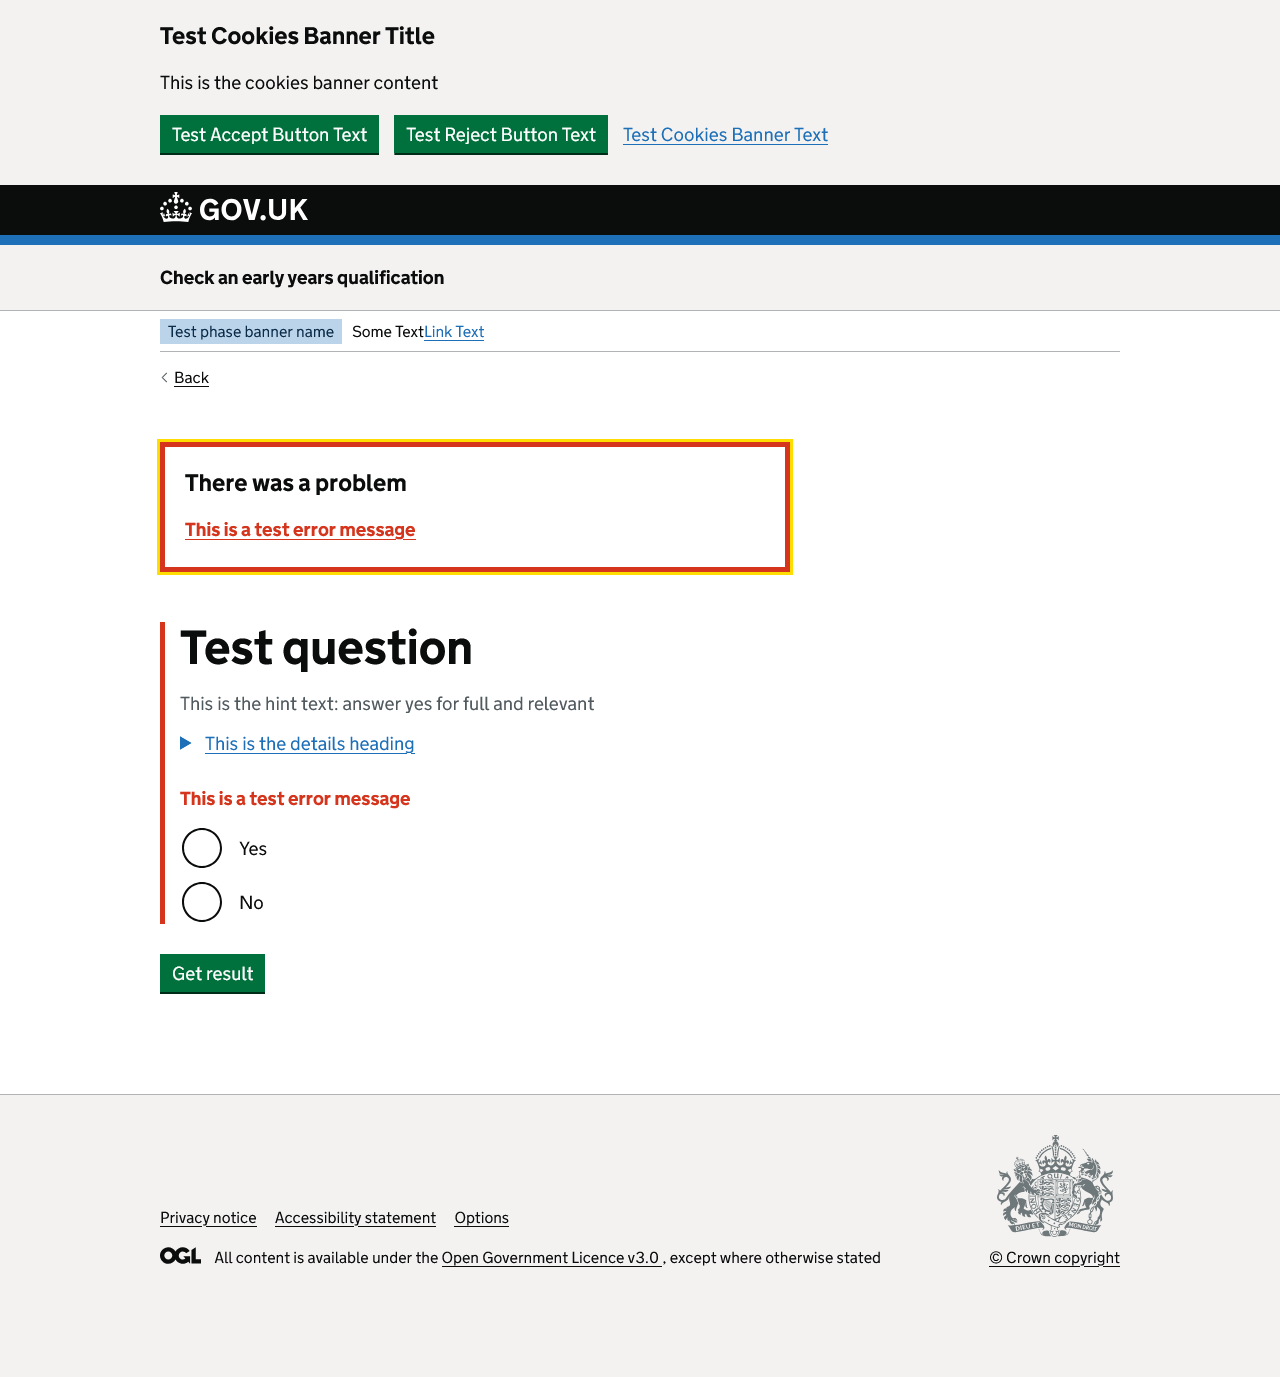 Test Cookies Banner Title
This is the cookies banner content
Test Accept Button Text Test Reject Button Text Test Cookies Banner Text
GOV.UK
Check an early years qualification
Test phase banner name Some TextLink Text
Back
There was a problem
This is a test error message
Test question
This is the hint text: answer yes for full and relevant
This is the details heading
This is a test error message
Yes
No
Get result
Privacy notice Accessibility statement Options
OGL All content is available under the Open Government Licence v3.0 , except where otherwise stated
© Crown copyright